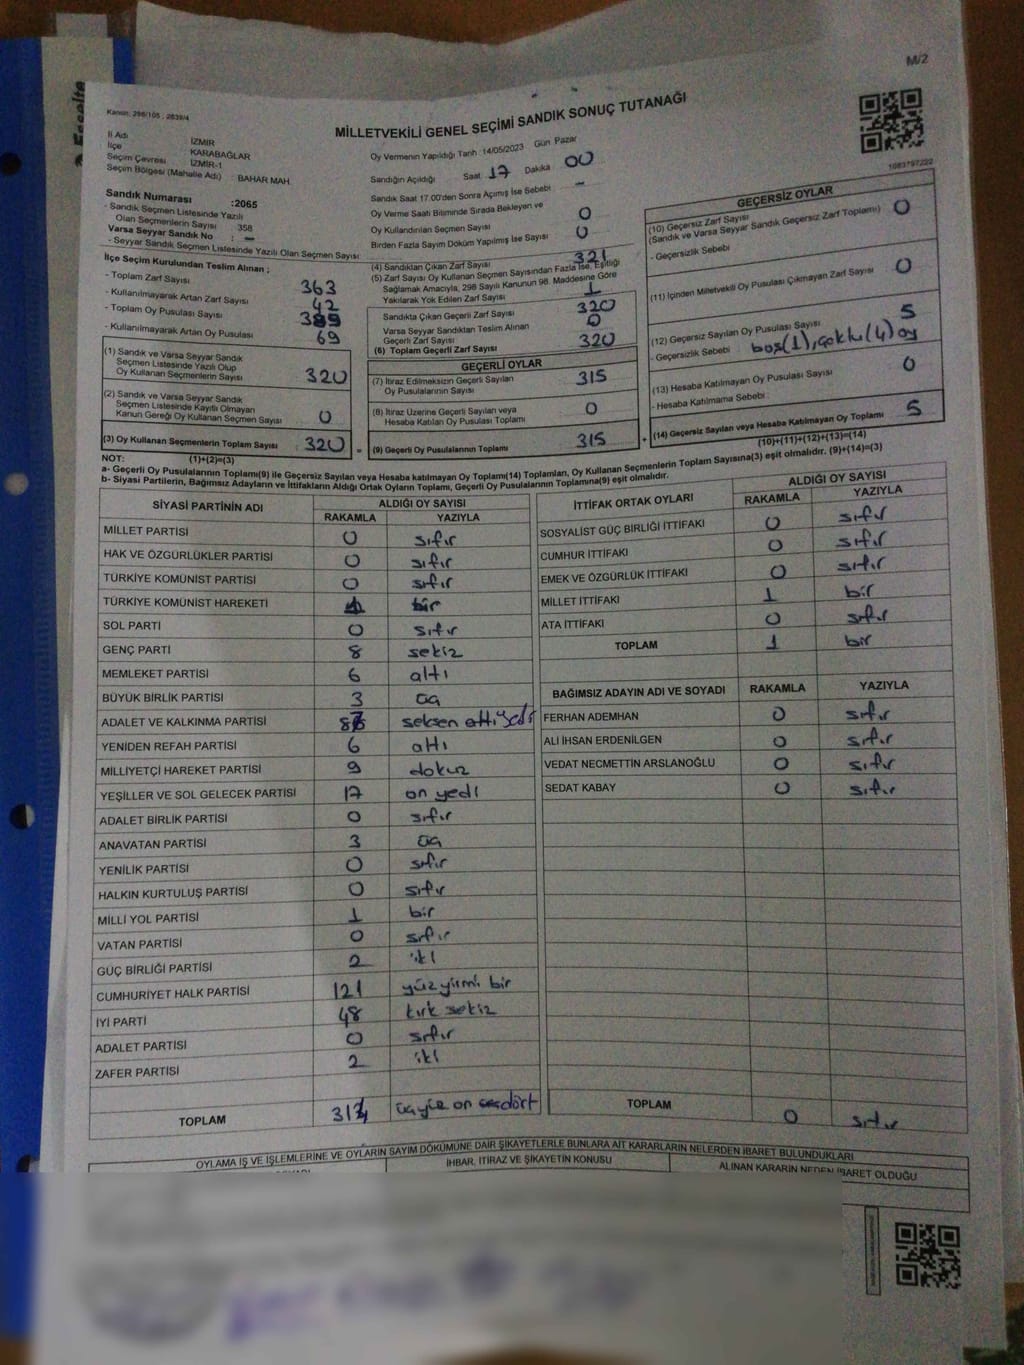 M/2
Esselte
Kanun: 298/105 , 2839/4
MİLLETVEKİLİ GENEL SEÇİMİ SANDIK SONUÇ TUTANAĞI
İl Adı : İZMİR
İlçe : KARABAĞLAR
Seçim Çevresi : İZMİR-1
Seçim Bölgesi (Mahalle Adı) : BAHAR MAH.
Sandık Numarası :2065
- Sandık Seçmen Listesinde Yazılı
Olan Seçmenlerin Sayısı : 358
Varsa Seyyar Sandık No : —
- Seyyar Sandık Seçmen Listesinde Yazılı Olan Seçmen Sayısı:
İlçe Seçim Kurulundan Teslim Alınan ;
- Toplam Zarf Sayısı 363
- Kullanılmayarak Artan Zarf Sayısı 42
- Toplam Oy Pusulası Sayısı 389
- Kullanılmayarak Artan Oy Pusulası 69
(1) Sandık ve Varsa Seyyar Sandık
Seçmen Listesinde Yazılı Olup
Oy Kullanan Seçmenlerin Sayısı : 320
(2) Sandık ve Varsa Seyyar Sandık
Seçmen Listesinde Kayıtlı Olmayan
Kanun Gereği Oy Kullanan Seçmen Sayısı : 0
(3) Oy Kullanan Seçmenlerin Toplam Sayısı : 320
(1)+(2)=(3)
Oy Vermenin Yapıldığı Tarih :14/05/2023 Gün Pazar
Sandığın Açıldığı Saat 17 Dakika 00
Sandık Saat 17.00'den Sonra Açımış İse Sebebi —
Oy Verme Saati Bitiminde Sırada Bekleyen ve
Oy Kullandırılan Seçmen Sayısı 0
Birden Fazla Sayım Döküm Yapılmış İse Sayısı 0
(4) Sandıktan Çıkan Zarf Sayısı 321
(5) Zarf Sayısı Oy Kullanan Seçmen Sayısından Fazla İse, Eşitliği
Sağlamak Amacıyla, 298 Sayılı Kanunun 98. Maddesine Göre
Yakılarak Yok Edilen Zarf Sayısı : 1
Sandıkta Çıkan Geçerli Zarf Sayısı : 320
Varsa Seyyar Sandıktan Teslim Alınan
Geçerli Zarf Sayısı : 0
(6) Toplam Geçerli Zarf Sayısı : 320
GEÇERLİ OYLAR
(7) İtiraz Edilmeksizin Geçerli Sayılan
Oy Pusulalarının Sayısı : 315
(8) İtiraz Üzerine Geçerli Sayılan veya
Hesaba Katılan Oy Pusulası Toplamı : 0
(9) Geçerli Oy Pusulalarının Toplamı : 315
1083797222
GEÇERSİZ OYLAR
(10) Geçersiz Zarf Sayısı
(Sandık ve Varsa Seyyar Sandık Geçersiz Zarf Toplamı) : 0
- Geçersizlik Sebebi
(11) İçinden Milletvekili Oy Pusulası Çıkmayan Zarf Sayısı : 0
(12) Geçersiz Sayılan Oy Pusulası Sayısı : 5
- Geçersizlik Sebebi : boş(1), çoklu(4) oy
(13) Hesaba Katılmayan Oy Pusulası Sayısı : 0
- Hesaba Katılmama Sebebi
(14) Geçersiz Sayılan veya Hesaba Katılmayan Oy Toplamı : 5
(10)+(11)+(12)+(13)=(14)
NOT:
a- Geçerli Oy Pusulalarının Toplamı(9) ile Geçersiz Sayılan veya Hesaba katılmayan Oy Toplamı(14) Toplamları, Oy Kullanan Seçmenlerin Toplam Sayısına(3) eşit olmalıdır. (9)+(14)=(3)
b- Siyasi Partilerin, Bağımsız Adayların ve İttifakların Aldığı Ortak Oyların Toplamı, Geçerli Oy Pusulalarının Toplamına(9) eşit olmalıdır.
SİYASİ PARTİNİN ADI ALDIĞI OY SAYISI
RAKAMLA YAZIYLA
MİLLET PARTİSİ 0 sıfır
HAK VE ÖZGÜRLÜKLER PARTİSİ 0 sıfır
TÜRKİYE KOMÜNİST PARTİSİ 0 sıfır
TÜRKİYE KOMÜNİST HAREKETİ 1 bir
SOL PARTİ 0 sıfır
GENÇ PARTİ 8 sekiz
MEMLEKET PARTİSİ 6 altı
BÜYÜK BİRLİK PARTİSİ 3 üç
ADALET VE KALKINMA PARTİSİ 87 seksen altı yedi
YENİDEN REFAH PARTİSİ 6 altı
MİLLİYETÇİ HAREKET PARTİSİ 9 dokuz
YEŞİLLER VE SOL GELECEK PARTİSİ 17 on yedi
ADALET BİRLİK PARTİSİ 0 sıfır
ANAVATAN PARTİSİ 3 üç
YENİLİK PARTİSİ 0 sıfır
HALKIN KURTULUŞ PARTİSİ 0 sıfır
MİLLİ YOL PARTİSİ 1 bir
VATAN PARTİSİ 0 sıfır
GÜÇ BİRLİĞİ PARTİSİ 2 iki
CUMHURİYET HALK PARTİSİ 121 yüz yirmi bir
İYİ PARTİ 48 kırk sekiz
ADALET PARTİSİ 0 sıfır
ZAFER PARTİSİ 2 iki
TOPLAM 314 üçyüz on dört
İTTİFAK ORTAK OYLARI ALDIĞI OY SAYISI
RAKAMLA YAZIYLA
SOSYALİST GÜÇ BİRLİĞİ İTTİFAKI 0 sıfır
CUMHUR İTTİFAKI 0 sıfır
EMEK VE ÖZGÜRLÜK İTTİFAKI 0 sıfır
MİLLET İTTİFAKI 1 bir
ATA İTTİFAKI 0 sıfır
TOPLAM 1 bir
BAĞIMSIZ ADAYIN ADI VE SOYADI RAKAMLA YAZIYLA
FERHAN ADEMHAN 0 sıfır
ALİ İHSAN ERDENİLGEN 0 sıfır
VEDAT NECMETTİN ARSLANOĞLU 0 sıfır
SEDAT KABAY 0 sıfır
TOPLAM 0 sıfır
OYLAMA İŞ VE İŞLEMLERİNE VE OYLARIN SAYIM DÖKÜMÜNE DAİR ŞİKAYETLERLE BUNLARA AİT KARARLARIN NELERDEN İBARET BULUNDUKLARI
İHBAR, İTİRAZ VE ŞİKAYETİN KONUSU
ALINAN KARARIN NEDEN İBARET OLDUĞU